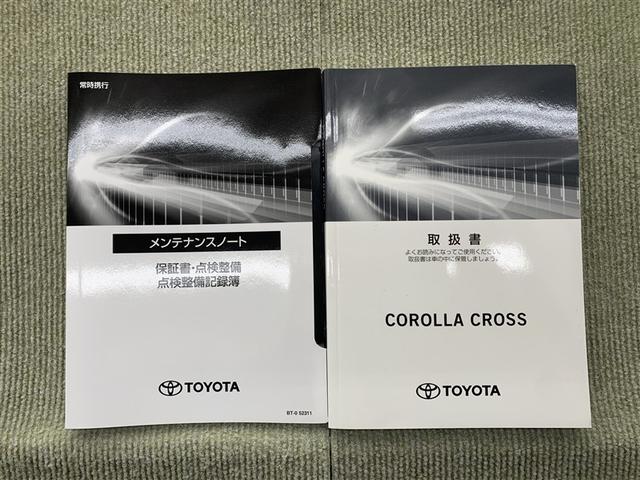 常時携行
メンテナンスノート
保証書・点検整備
点検整備記録簿
TOYOTA
BT-0 52311
取扱書
よくお読みになってご使用ください。
取扱書は車の中に保管しましょう。
COROLLA CROSS
TOYOTA